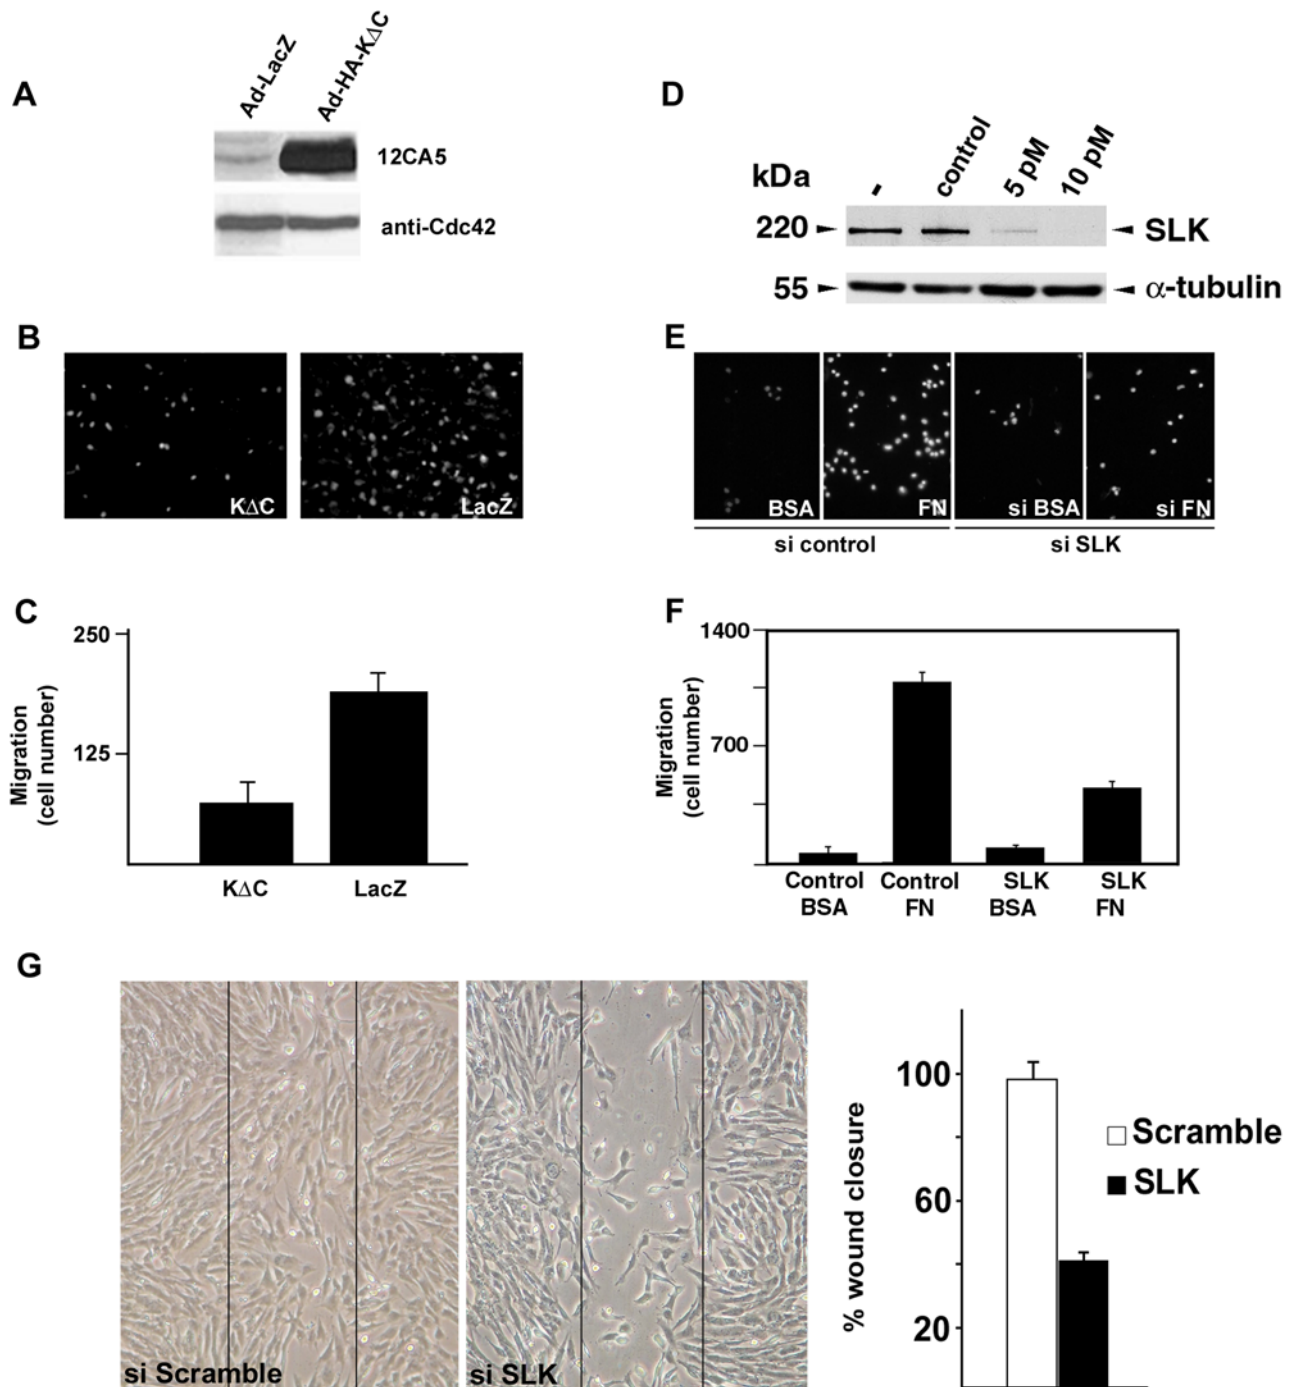 A
Ad-LacZ
Ad-HA-KΔC
12CA5
anti-Cdc42
B
KΔC
LacZ
C
250
125
Migration
(cell number)
KΔC
LacZ
D
kDa
-
control
5 pM
10 pM
220
SLK
55
α-tubulin
E
BSA
FN
si BSA
si FN
si control
si SLK
F
1400
700
Migration
(cell number)
Control
BSA
Control
FN
SLK
BSA
SLK
FN
G
si Scramble
si SLK
% wound closure
100
60
20
Scramble
SLK